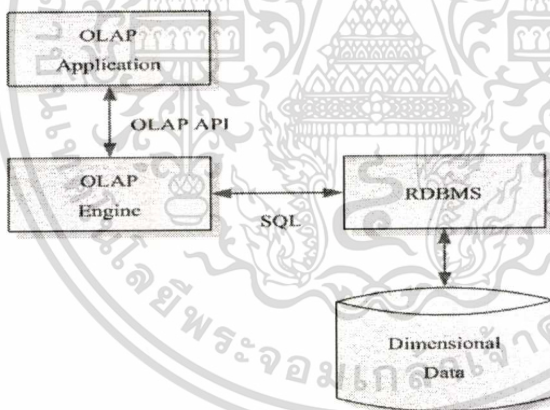 OLAP
Application
OLAP API
OLAP
Engine
SQL
RDBMS
Dimensional
Data